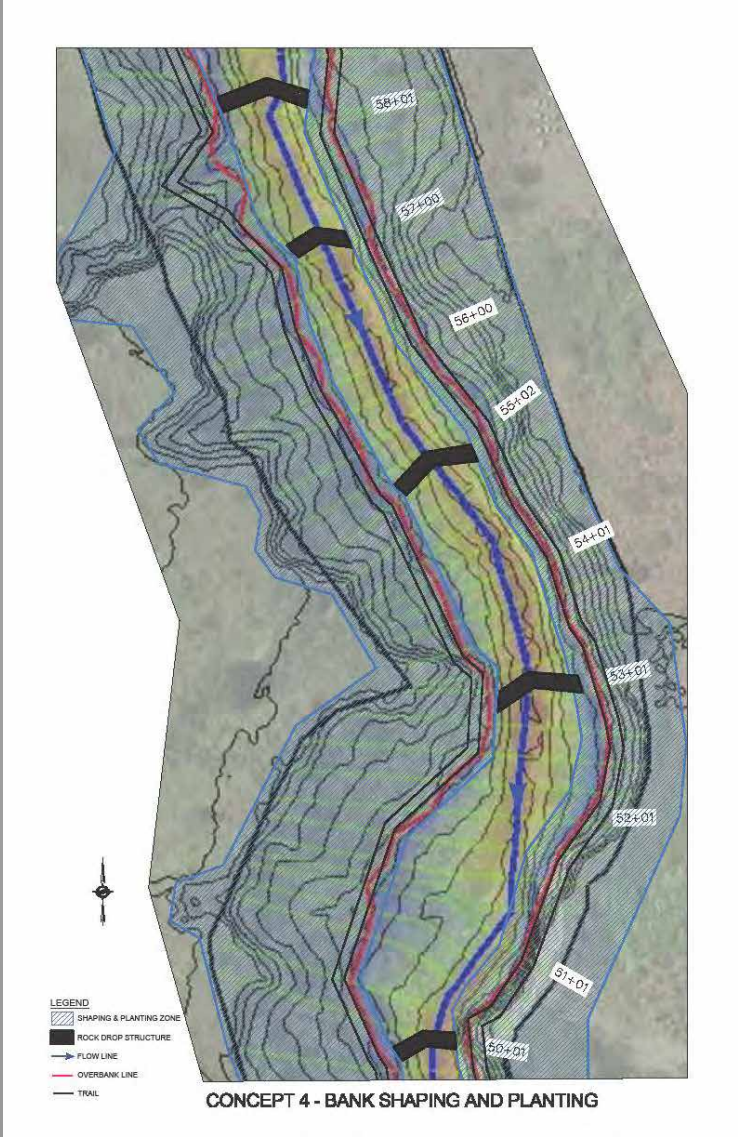 58+01
57+00
56+00
55+02
54+01
53+01
52+01
51+01
50+01
LEGEND
SHAPING & PLANTING ZONE
ROCK DROP STRUCTURE
FLOW LINE
OVERBANK LINE
TRAIL
CONCEPT 4 - BANK SHAPING AND PLANTING